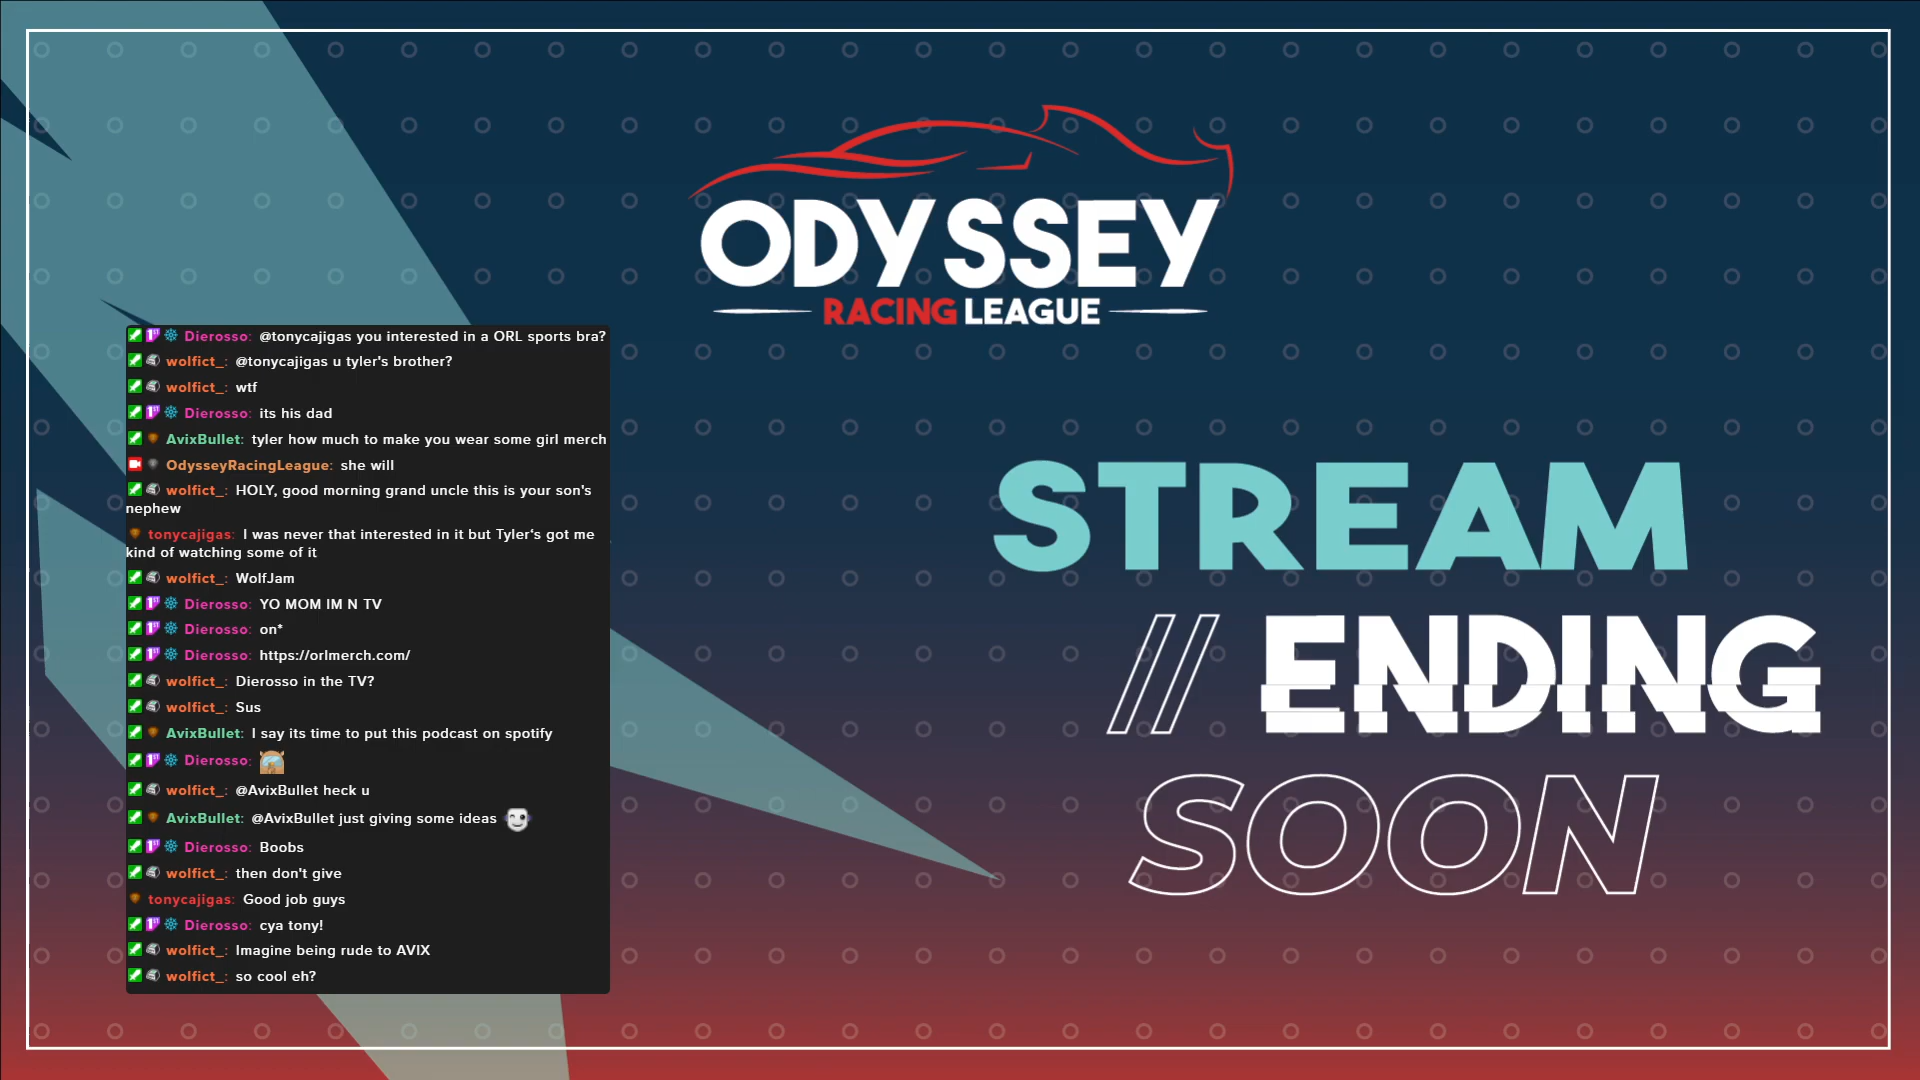 ODYSSEY
RACING LEAGUE
Dierosso: @tonycajigas you interested in a ORL sports bra?
wolfict_: @tonycajigas u tyler's brother?
wolfict_: wtf
Dierosso: its his dad
AvixBullet: tyler how much to make you wear some girl merch
OdysseyRacingLeague: she will
wolfict_: HOLY, good morning grand uncle this is your son's
nephew
tonycajigas: I was never that interested in it but Tyler's got me
kind of watching some of it
wolfict_: WolfJam
Dierosso: YO MOM IM N TV
Dierosso: on*
Dierosso: https://orlmerch.com/
wolfict_: Dierosso in the TV?
wolfict_: Sus
AvixBullet: I say its time to put this podcast on spotify
Dierosso:
wolfict_: @AvixBullet heck u
AvixBullet: @AvixBullet just giving some ideas
Dierosso: Boobs
wolfict_: then don't give
tonycajigas: Good job guys
Dierosso: cya tony!
wolfict_: Imagine being rude to AVIX
wolfict_: so cool eh?
STREAM
// ENDING
SOON